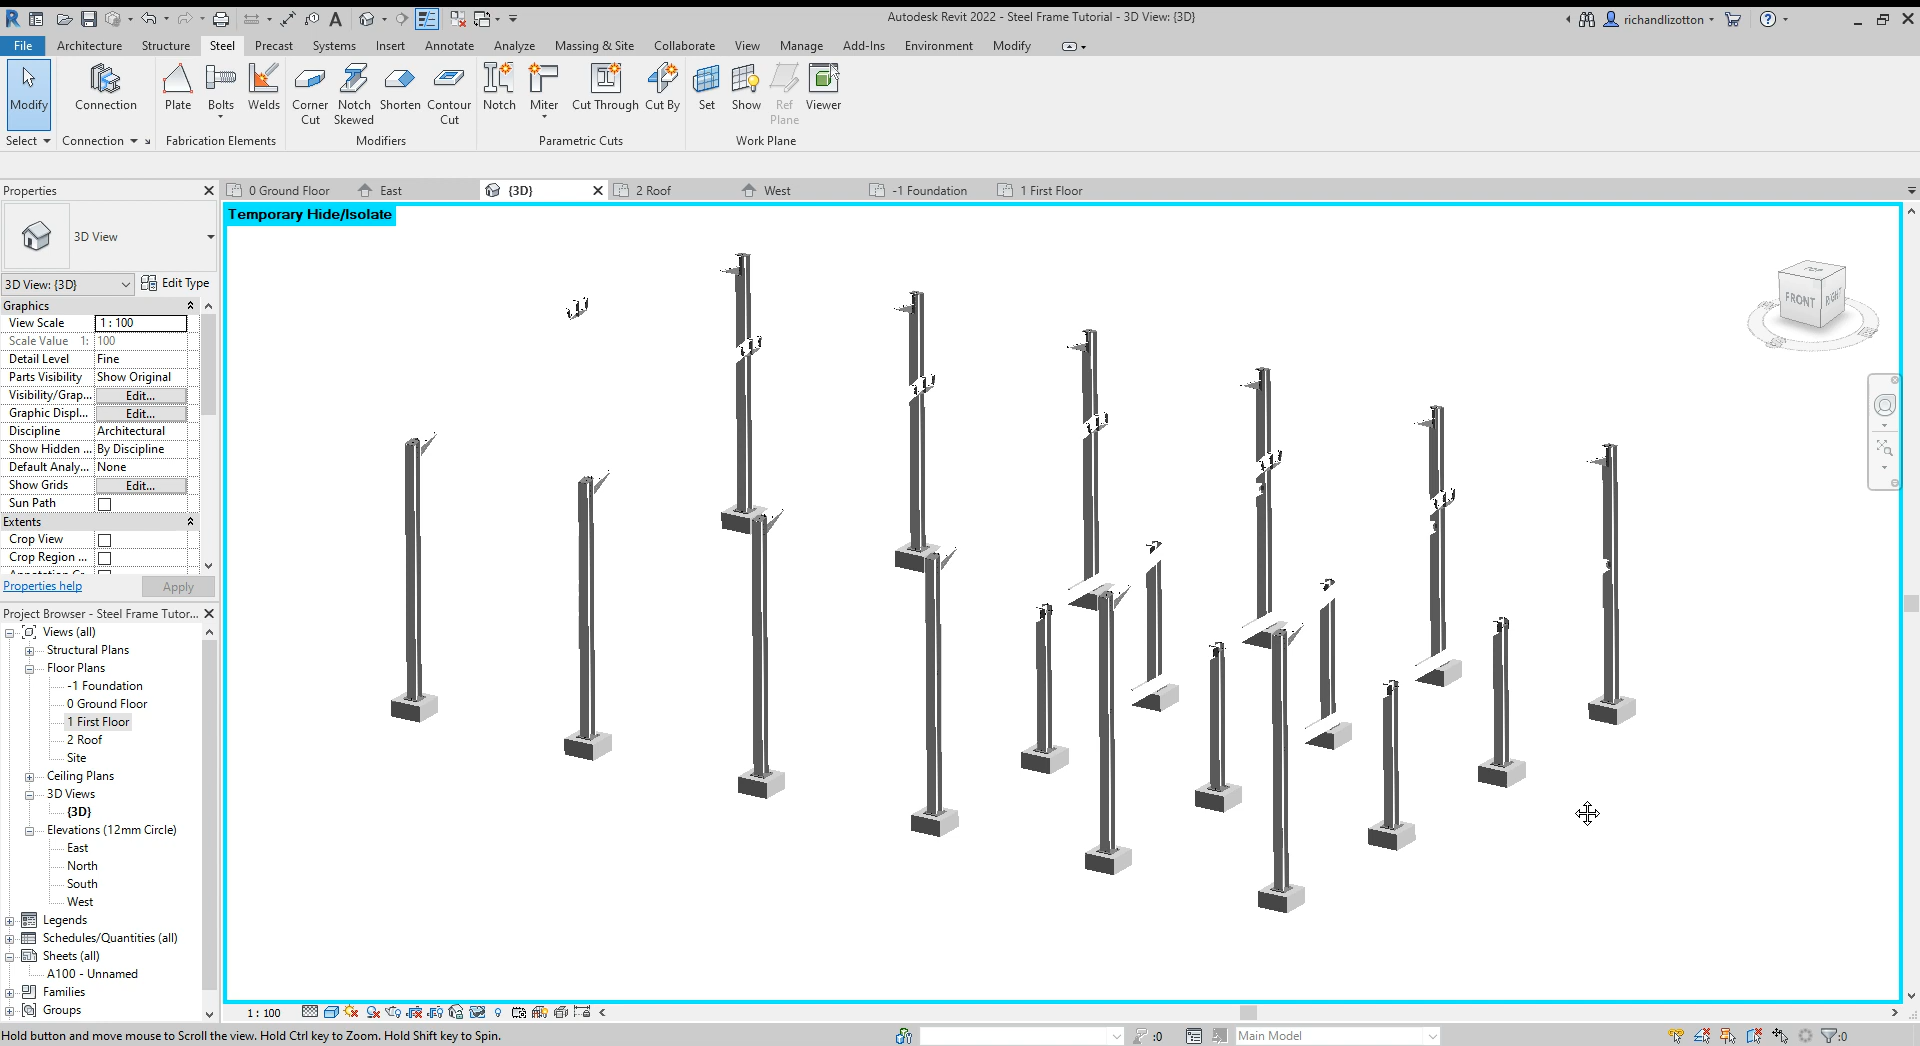 Autodesk Revit 2022 - Steel Frame Tutorial - 3D View: {3D}
richandlizotton
File Architecture Structure Steel Precast Systems Insert Annotate Analyze Massing & Site Collaborate View Manage Add-Ins Environment Modify
Modify
Connection
Plate Bolts Welds
Corner Cut
Notch Skewed
Shorten
Contour Cut
Notch Miter Cut Through Cut By
Set Show
Ref Plane
Viewer
Select Connection Fabrication Elements Modifiers Parametric Cuts Work Plane
0 Ground Floor East {3D} 2 Roof West -1 Foundation 1 First Floor
Properties
3D View
3D View: {3D} Edit Type
Graphics
View Scale 1 : 100
Scale Value 1: 100
Detail Level Fine
Parts Visibility Show Original
Visibility/Grap... Edit...
Graphic Displ... Edit...
Discipline Architectural
Show Hidden ... By Discipline
Default Analy... None
Show Grids Edit...
Sun Path
Extents
Crop View
Crop Region ...
Properties help Apply
Project Browser - Steel Frame Tutor...
Views (all)
Structural Plans
Floor Plans
-1 Foundation
0 Ground Floor
1 First Floor
2 Roof
Site
Ceiling Plans
3D Views
{3D}
Elevations (12mm Circle)
East
North
South
West
Legends
Schedules/Quantities (all)
Sheets (all)
A100 - Unnamed
Families
Groups
Temporary Hide/Isolate
TOP
FRONT
RIGHT
1 : 100
Hold button and move mouse to Scroll the view. Hold Ctrl key to Zoom. Hold Shift key to Spin.
:0
Main Model
:0